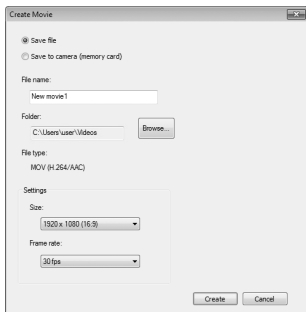 Create Movie
Save file
Save to camera (memory card)
File name:
New movie1
Folder:
C:\Users\user\Videos
Browse...
File type:
MOV (H.264/AAC)
Settings
Size:
1920 x 1080 (16:9)
Frame rate:
30 fps
Create
Cancel